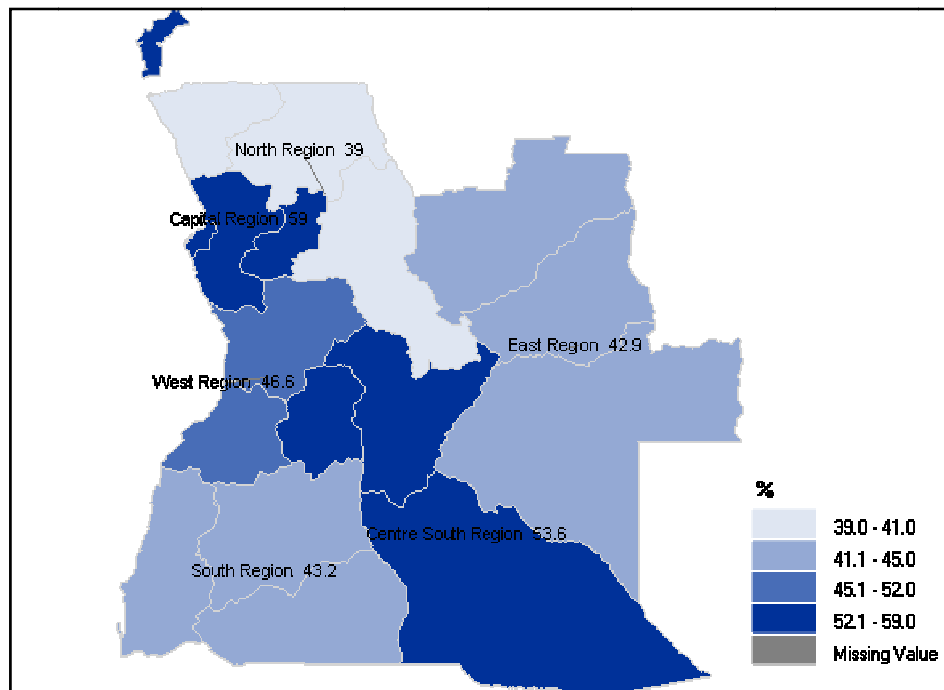 North Region 39
Capital Region 59
East Region 42.9
West Region 46.6
Centre South Region 53.6
South Region 43.2
%
39.0 - 41.0
41.1 - 45.0
45.1 - 52.0
52.1 - 59.0
Missing Value